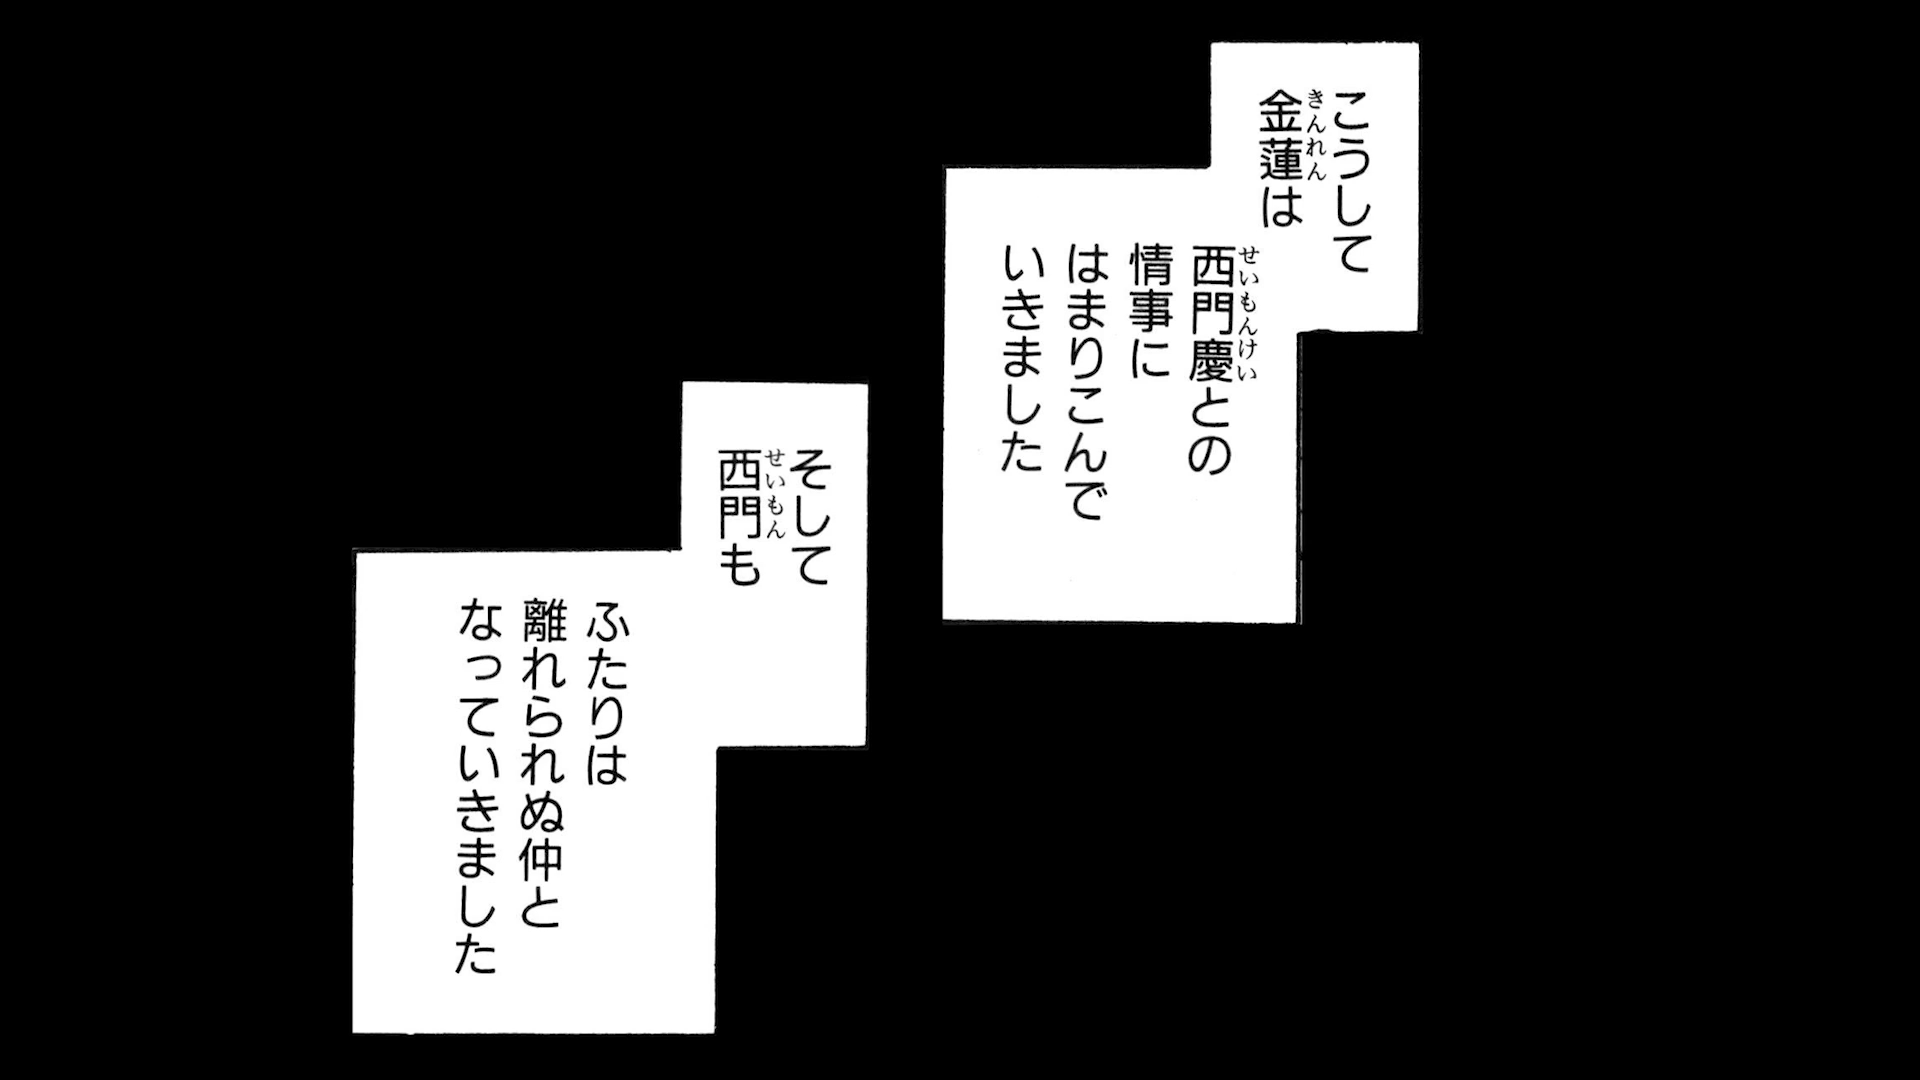 こうして
金蓮は
西門慶との
情事に
はまりこんで
いきました
そして
西門も
ふたりは
離れられぬ仲と
なっていきました